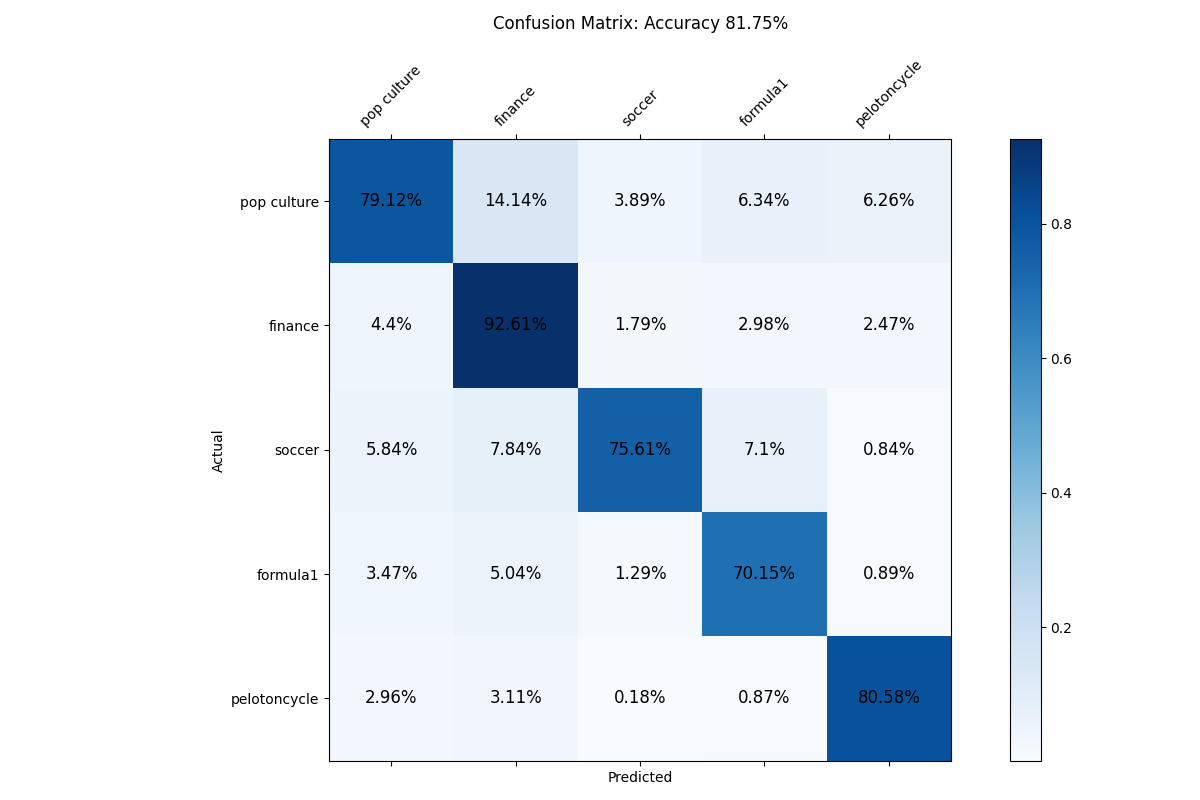 Confusion Matrix: Accuracy 81.75%
pop culture finance soccer formula1 pelotoncycle
pop culture 79.12% 14.14% 3.89% 6.34% 6.26%
finance 4.4% 92.61% 1.79% 2.98% 2.47%
soccer 5.84% 7.84% 75.61% 7.1% 0.84%
formula1 3.47% 5.04% 1.29% 70.15% 0.89%
pelotoncycle 2.96% 3.11% 0.18% 0.87% 80.58%
Actual
Predicted
0.8
0.6
0.4
0.2